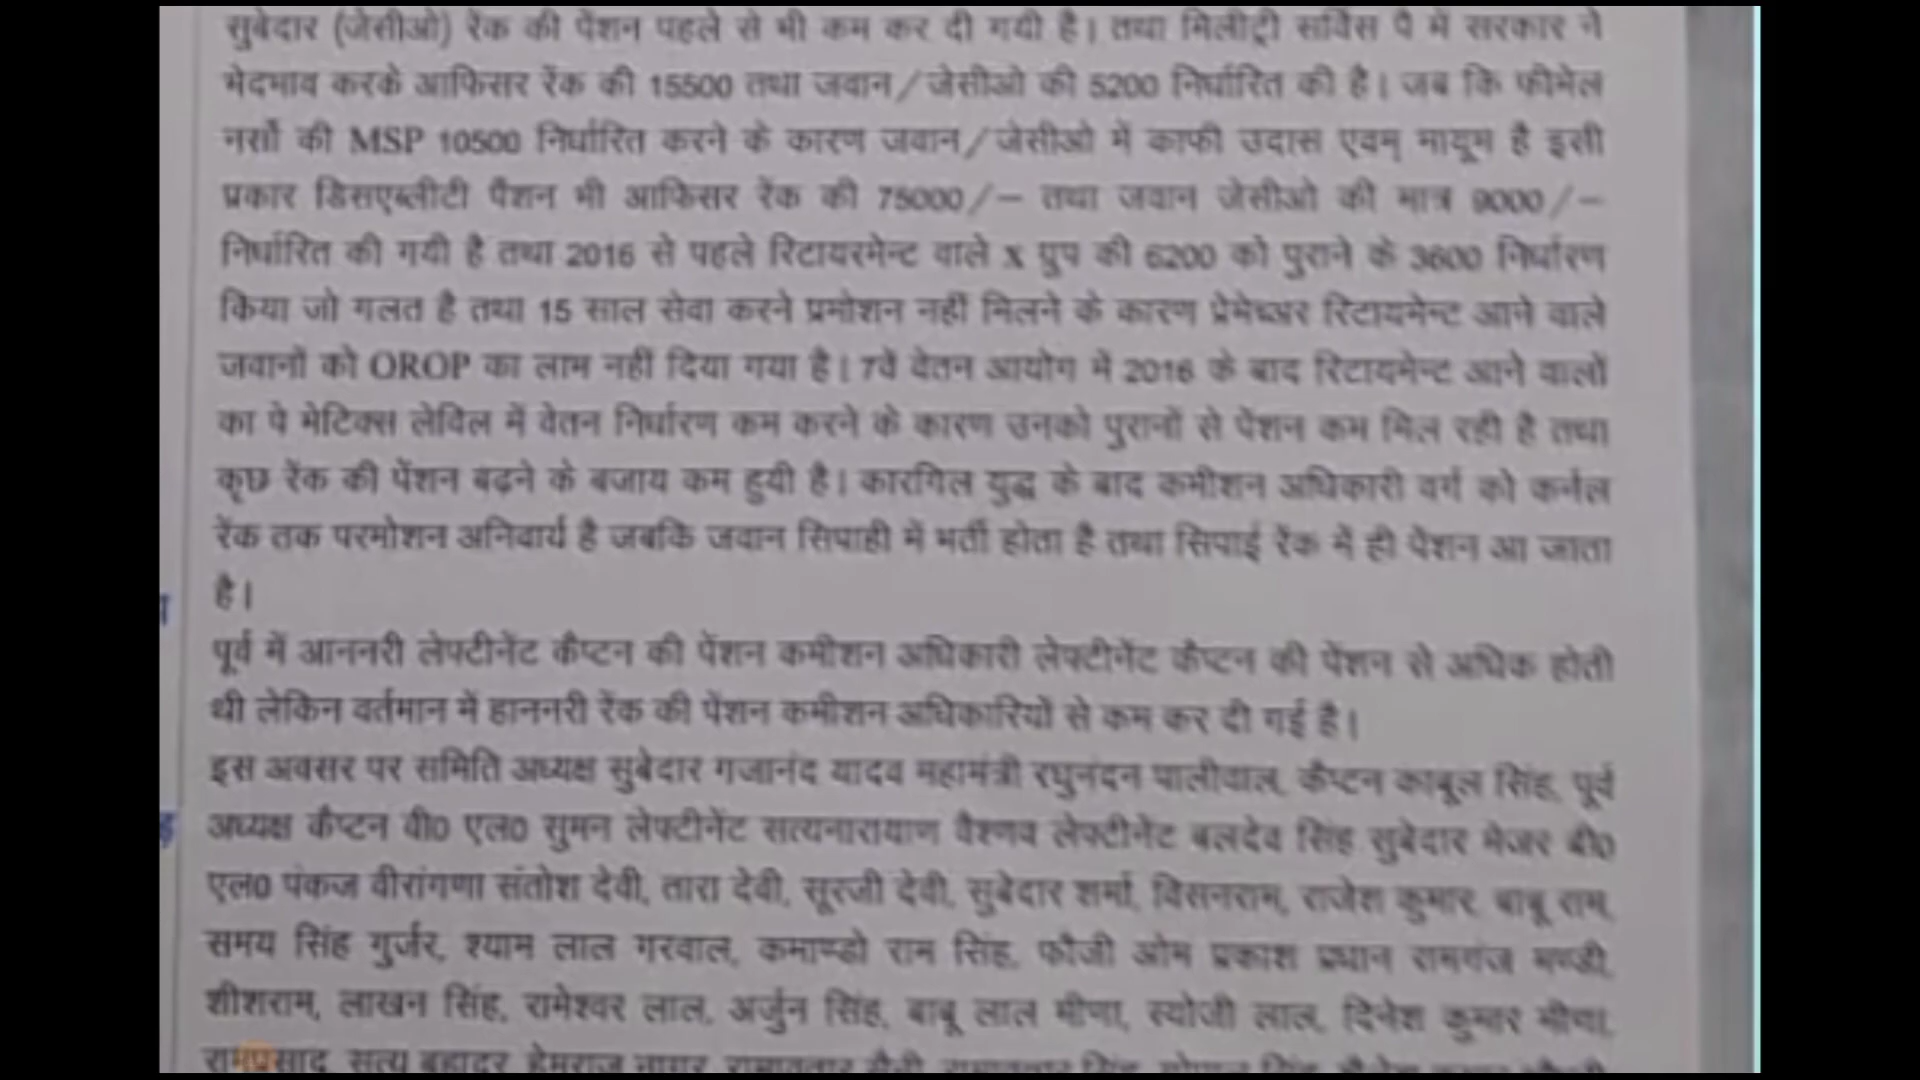 सुबेदार (जेसीओ) रेंक की पेंशन पहले से भी कम कर दी गयी है। तथा मिलीट्री सर्विस पै में सरकार ने
भेदभाव करके आफिसर रेंक की 15500 तथा जवान/जेसीओ की 5200 निर्धारित की है। जब कि फीमेल
नर्सो की MSP 10500 निर्धारित करने के कारण जवान/जेसीओ में काफी उदास एवम् मायूम है इसी
प्रकार डिसएब्लीटी पैंशन भी आफिसर रेंक की 75000/– तथा जवान जेसीओ की मात्र 9000/–
निर्धारित की गयी है तथा 2016 से पहले रिटायरमेन्ट वाले x ग्रुप की 6200 को पुराने के 3600 निर्धारण
किया जो गलत है तथा 15 साल सेवा करने प्रमोशन नहीं मिलने के कारण प्रेमेच्अर रिटायमेन्ट आने वाले
जवानों को OROP का लाभ नहीं दिया गया है। 7वें वेतन आयोग में 2016 के बाद रिटायमेन्ट आने वालों
का पे मेटिक्स लेविल में वेतन निर्धारण कम करने के कारण उनको पुरानों से पेंशन कम मिल रही है तथा
कुछ रेंक की पेंशन बढ़ने के बजाय कम हुयी है। कारगिल युद्ध के बाद कमीशन अधिकारी वर्ग को कर्नल
रेंक तक परमोशन अनिवार्य है जबकि जवान सिपाही में भर्ती होता है तथा सिपाई रेंक में ही पेंशन आ जाता
है।
पूर्व में आननरी लेफ्टीनेंट कैप्टन की पेंशन कमीशन अधिकारी लेफ्टीनेंट कैप्टन की पेंशन से अधिक होती
थी लेकिन वर्तमान में हाननरी रेंक की पेंशन कमीशन अधिकारियों से कम कर दी गई है।
इस अवसर पर समिति अध्यक्ष सुबेदार गजानंद यादव महामंत्री रघुनंदन पालीवाल, कैप्टन काबूल सिंह, पूर्व
अध्यक्ष कैप्टन वी0 एल0 सुमन लेफ्टीनेंट सत्यनारायाण वैश्णव लेफ्टीनेंट बलदेव सिंह सुबेदार मेजर बी0
एल0 पंकज वीरांगणा संतोश देवी, तारा देवी, सूरजी देवी, सुबेदार शर्मा, विसनराम, राजेश कुमार, बाबू राम,
समय सिंह गुर्जर, श्याम लाल गरवाल, कमाण्डो राम सिंह, फौजी ओम प्रकाश प्रधान रामगंज मण्डी,
शीशराम, लाखन सिंह, रामेश्वर लाल, अर्जुन सिंह, बाबू लाल मीणा, स्योजी लाल, दिनेश कुमार मीणा,
रामप्रसाद, सत्य बहादुर, हेमराज नागर,